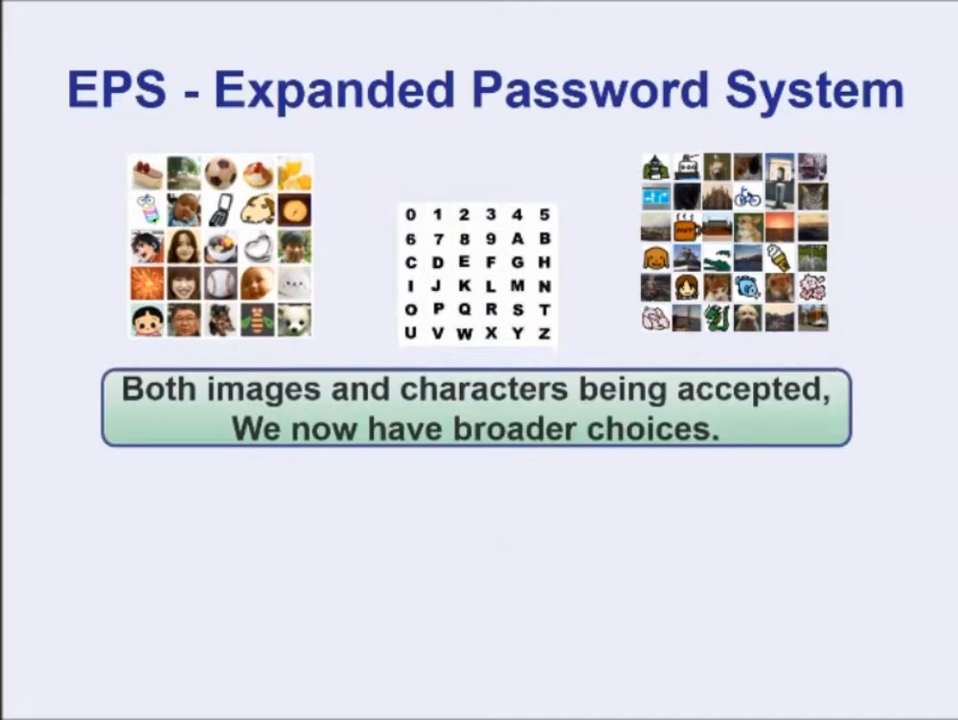 EPS - Expanded Password System
0 1 2 3 4 5
6 7 8 9 A B
C D E F G H
I J K L M N
O P Q R S T
U V W X Y Z
Both images and characters being accepted,
We now have broader choices.